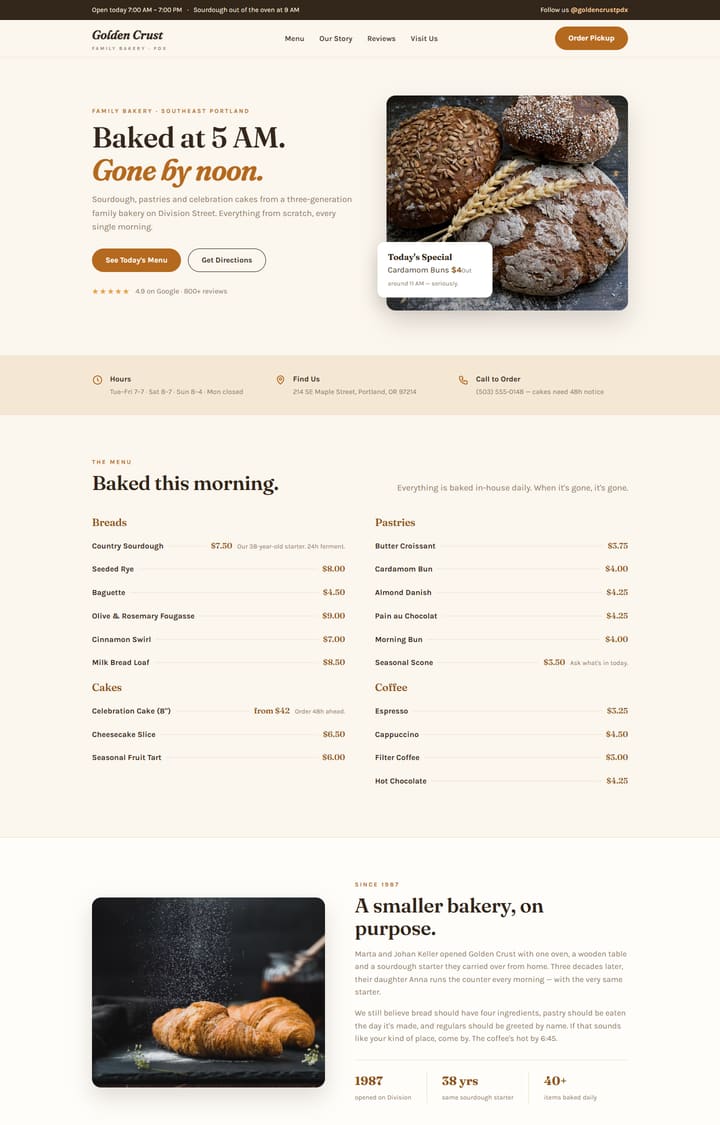 Open today 7:00 AM – 7:00 PM · Sourdough out of the oven at 9 AM
Follow us @goldencrustpdx
Golden Crust
FAMILY BAKERY · PDX
Menu Our Story Reviews Visit Us
Order Pickup
FAMILY BAKERY · SOUTHEAST PORTLAND
Baked at 5 AM.
Gone by noon.
Sourdough, pastries and celebration cakes from a three-generation
family bakery on Division Street. Everything from scratch, every
single morning.
See Today's Menu
Get Directions
★★★★★ 4.9 on Google · 800+ reviews
Today's Special
Cardamom Buns $4 Out
around 11 AM — seriously.
Hours
Tue–Fri 7–7 · Sat 8–7 · Sun 8–4 · Mon closed
Find Us
214 SE Maple Street, Portland, OR 97214
Call to Order
(503) 555-0148 — cakes need 48h notice
THE MENU
Baked this morning.
Everything is baked in-house daily. When it's gone, it's gone.
Breads
Country Sourdough $7.50 Our 38-year-old starter. 24h ferment.
Seeded Rye $8.00
Baguette $4.50
Olive & Rosemary Fougasse $9.00
Cinnamon Swirl $7.00
Milk Bread Loaf $8.50
Cakes
Celebration Cake (8") from $42 Order 48h ahead.
Cheesecake Slice $6.50
Seasonal Fruit Tart $6.00
Pastries
Butter Croissant $3.75
Cardamom Bun $4.00
Almond Danish $4.25
Pain au Chocolat $4.25
Morning Bun $4.00
Seasonal Scone $3.50 Ask what's in today.
Coffee
Espresso $3.25
Cappuccino $4.50
Filter Coffee $3.00
Hot Chocolate $4.25
SINCE 1987
A smaller bakery, on
purpose.
Marta and Johan Keller opened Golden Crust with one oven, a wooden table
and a sourdough starter they carried over from home. Three decades later,
their daughter Anna runs the counter every morning — with the very same
starter.
We still believe bread should have four ingredients, pastry should be eaten
the day it's made, and regulars should be greeted by name. If that sounds
like your kind of place, come by. The coffee's hot by 6:45.
1987
opened on Division
38 yrs
same sourdough starter
40+
items baked daily